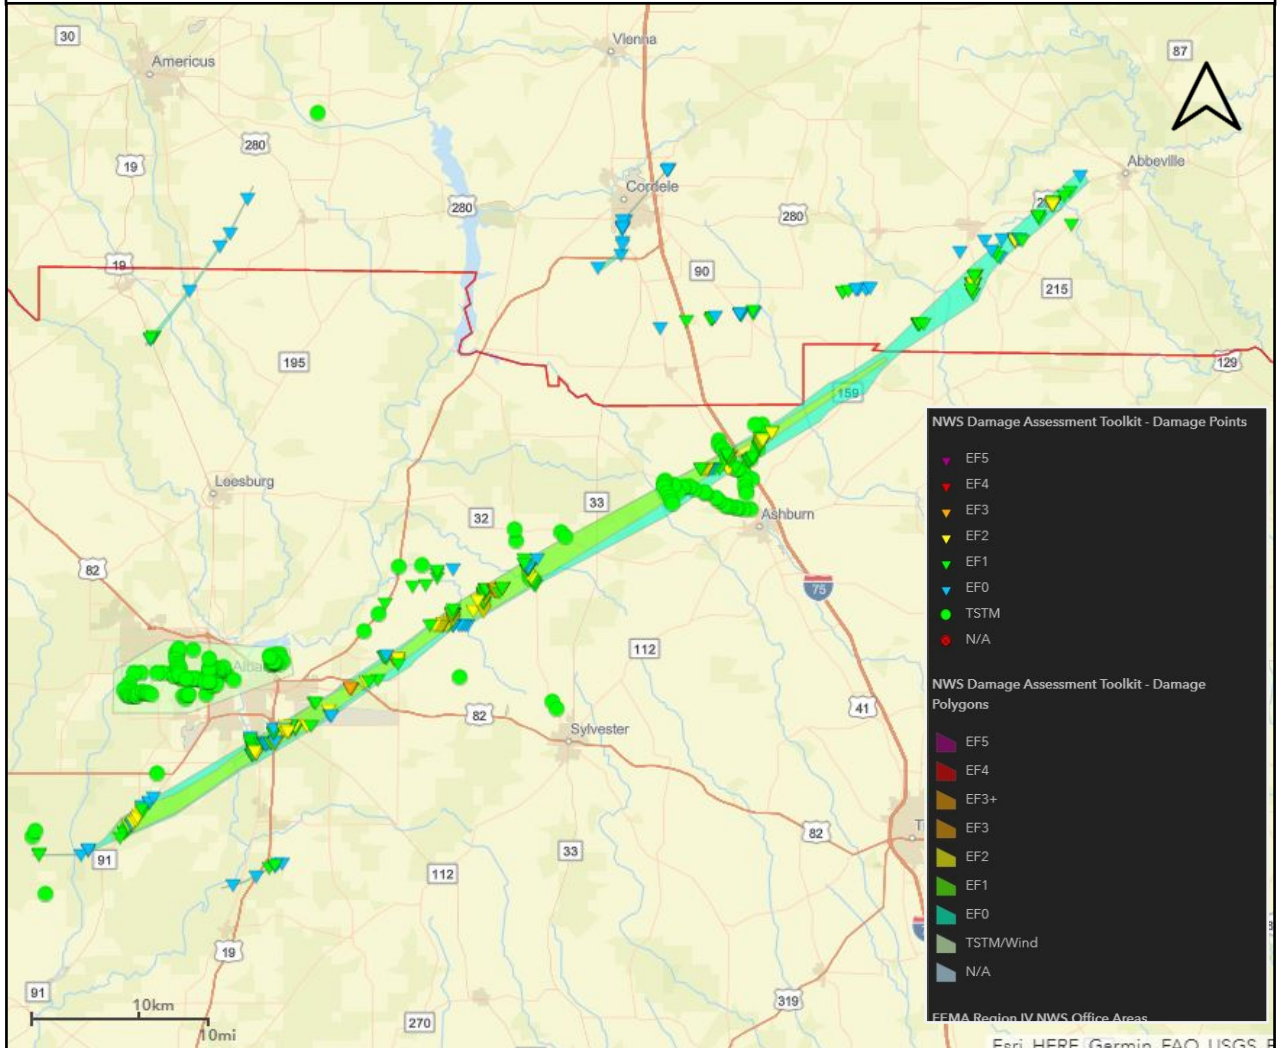 30
Vienna
87
Americus
280
19
Abbeville
Cordele
280
280
19
90
215
195
129
159
Leesburg
33
32
Ashburn
82
75
112
82
41
Sylvester
82
91
33
112
19
91
10km
10mi
270
319
NWS Damage Assessment Toolkit - Damage Points
EF5
EF4
EF3
EF2
EF1
EF0
TSTM
N/A
NWS Damage Assessment Toolkit - Damage
Polygons
EF5
EF4
EF3+
EF3
EF2
EF1
EF0
TSTM/Wind
N/A
FEMA Region IV NWS Office Areas
Esri, HERE, Garmin, FAO, USGS,